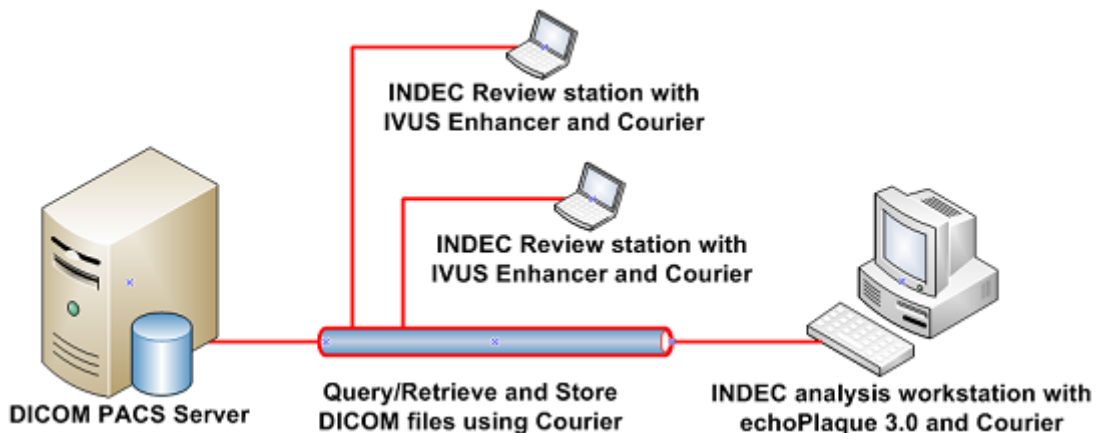 INDEC Review station with
IVUS Enhancer and Courier
INDEC Review station with
IVUS Enhancer and Courier
DICOM PACS Server
Query/Retrieve and Store
DICOM files using Courier
INDEC analysis workstation with
echoPlaque 3.0 and Courier